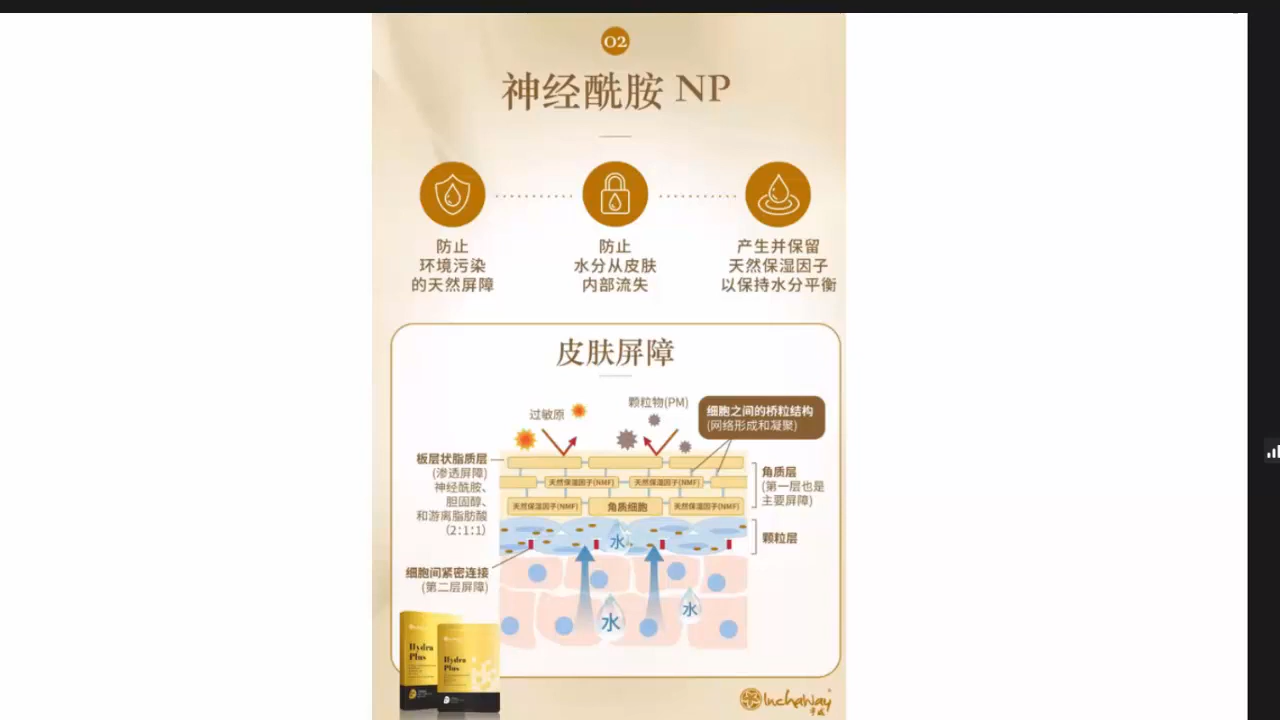 02
神经酰胺 NP
防止
环境污染
的天然屏障
防止
水分从皮肤
内部流失
产生并保留
天然保湿因子
以保持水分平衡
皮肤屏障
过敏原
颗粒物(PM)
细胞之间的桥粒结构
(网络形成和凝聚)
板层状脂质层
(渗透屏障)
神经酰胺、
胆固醇、
和游离脂肪酸
(2:1:1)
天然保湿因子(NMF)
天然保湿因子(NMF)
天然保湿因子(NMF)
角质细胞
天然保湿因子(NMF)
角质层
(第一层也是
主要屏障)
颗粒层
水
细胞间紧密连接
(第二层屏障)
水
水
Hydra
Plus
Hydra
Plus
InchaWay